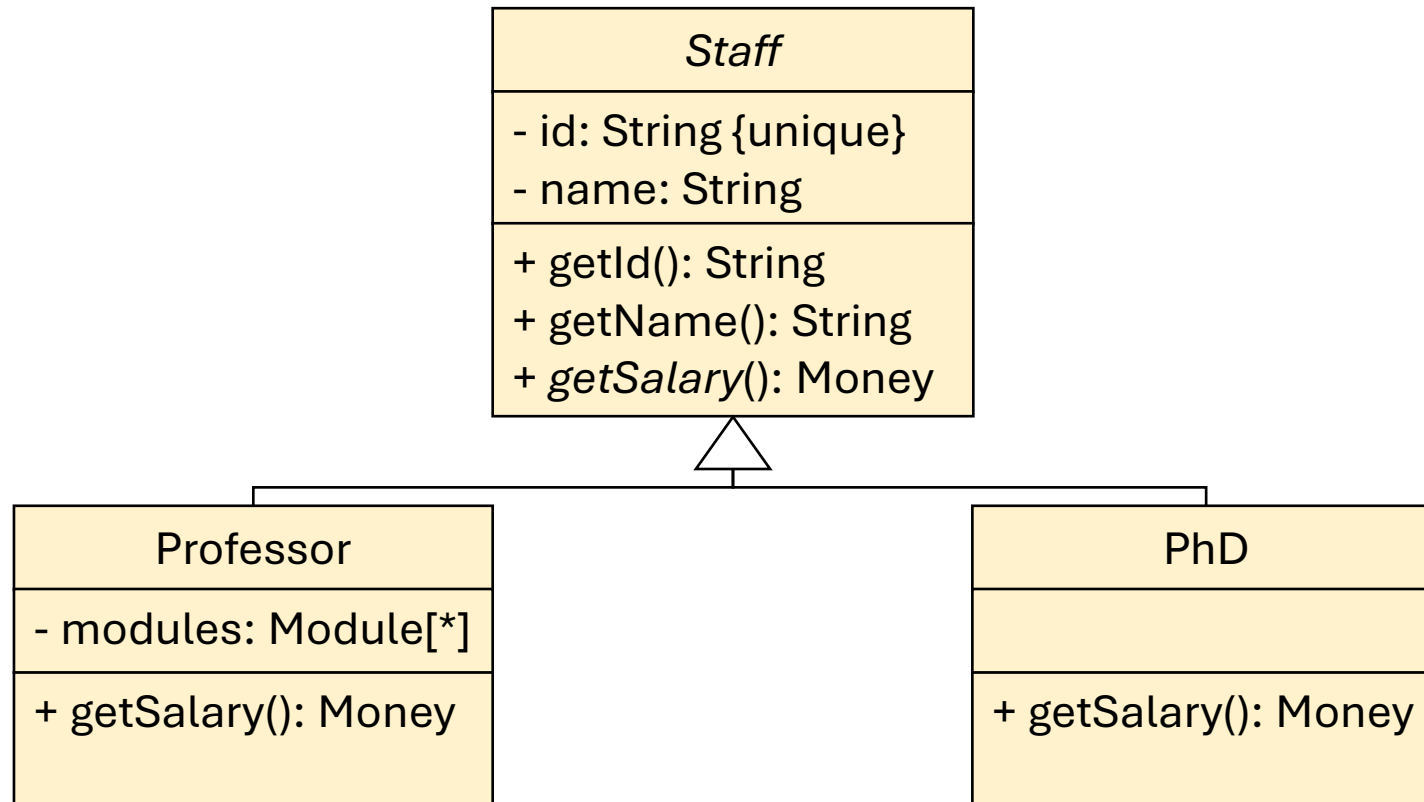 Staff
- id: String {unique}
- name: String
+ getId(): String
+ getName(): String
+ getSalary(): Money
Professor
- modules: Module[*]
+ getSalary(): Money
PhD
+ getSalary(): Money